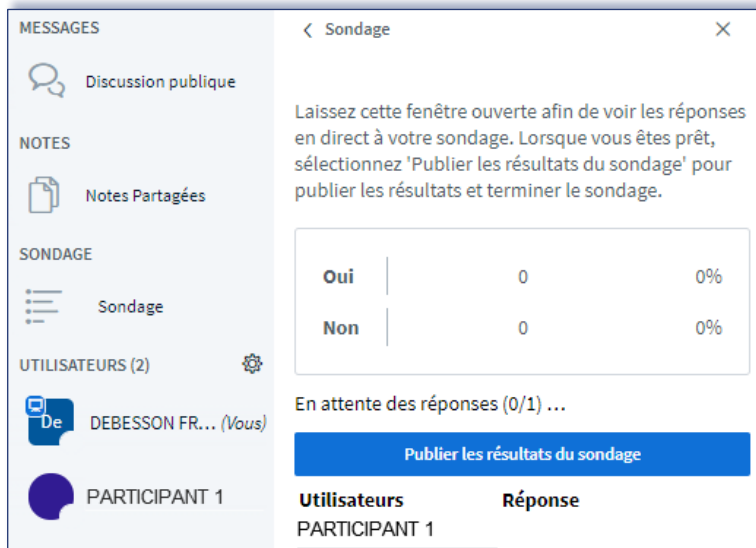 MESSAGES
Discussion publique
NOTES
Notes Partagées
SONDAGE
Sondage
UTILISATEURS (2)
De
DEBESSON FR... (Vous)
PARTICIPANT 1
Sondage
Laissez cette fenêtre ouverte afin de voir les réponses
en direct à votre sondage. Lorsque vous êtes prêt,
sélectionnez 'Publier les résultats du sondage' pour
publier les résultats et terminer le sondage.
Oui 0 0%
Non 0 0%
En attente des réponses (0/1) ...
Publier les résultats du sondage
Utilisateurs Réponse
PARTICIPANT 1